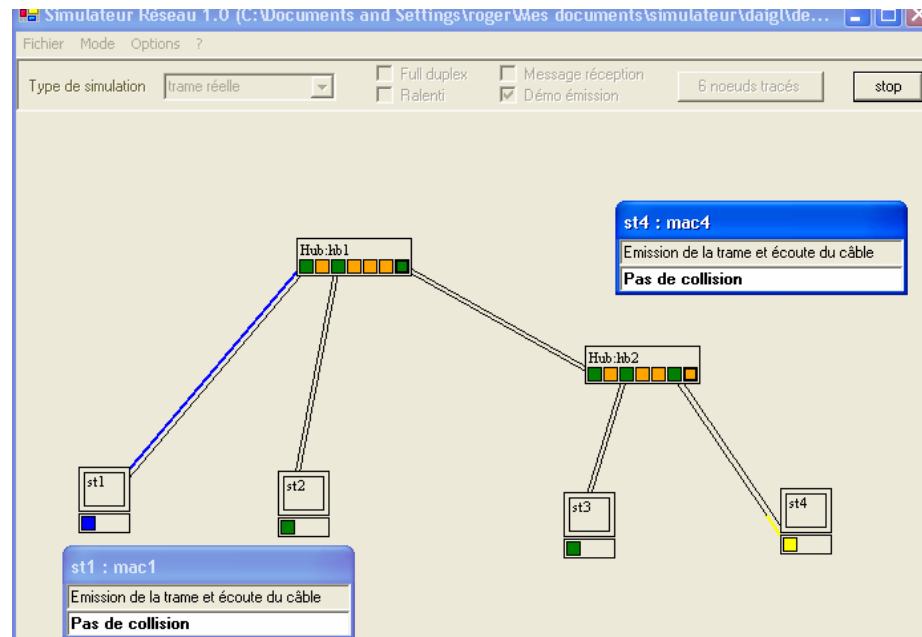 Simulateur Réseau 1.0 (C:\Documents and Settings\roger\Mes documents\simulateur\daigl\de...
Fichier Mode Options ?
Type de simulation trame réelle Full duplex Message réception 6 noeuds tracés stop
Ralenti Démo émission
st4 : mac4
Emission de la trame et écoute du câble
Pas de collision
Hub:hb1
Hub:hb2
st1
st2
st3
st4
st1 : mac1
Emission de la trame et écoute du câble
Pas de collision